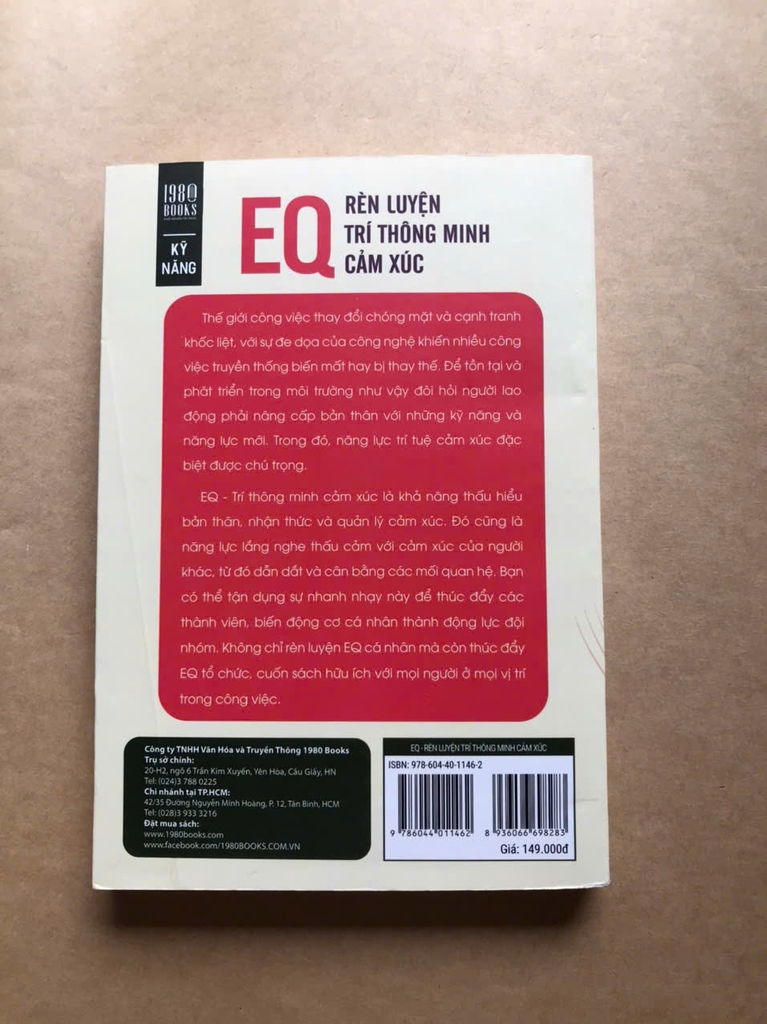 1980
BOOKS
KỸ
NĂNG
EQ
RÈN LUYỆN
TRÍ THÔNG MINH
CẢM XÚC
Thế giới công việc thay đổi chóng mặt và cạnh tranh
khốc liệt, với sự đe dọa của công nghệ khiến nhiều công
việc truyền thống biến mất hay bị thay thế. Để tồn tại và
phát triển trong môi trường như vậy đòi hỏi người lao
động phải nâng cấp bản thân với những kỹ năng và
năng lực mới. Trong đó, năng lực trí tuệ cảm xúc đặc
biệt được chú trọng.
EQ - Trí thông minh cảm xúc là khả năng thấu hiểu
bản thân, nhận thức và quản lý cảm xúc. Đó cũng là
năng lực lắng nghe thấu cảm với cảm xúc của người
khác, từ đó dẫn dắt và cân bằng các mối quan hệ. Bạn
có thể tận dụng sự nhanh nhạy này để thúc đẩy các
thành viên, biến động cơ cá nhân thành động lực đội
nhóm. Không chỉ rèn luyện EQ cá nhân mà còn thúc đẩy
EQ tổ chức, cuốn sách hữu ích với mọi người ở mọi vị trí
trong công việc.
Công ty TNHH Văn Hóa và Truyền Thông 1980 Books
Trụ sở chính:
20-H2, ngõ 6 Trần Kim Xuyến, Yên Hòa, Cầu Giấy, HN
Tel: (024)3 788 0225
Chi nhánh tại TP.HCM:
42/35 Đường Nguyễn Minh Hoàng, P. 12, Tân Bình, HCM
Tel: (028)3 933 3216
Đặt mua sách:
www.1980books.com
www.facebook.com/1980BOOKS.COM.VN
EQ - RÈN LUYỆN TRÍ THÔNG MINH CẢM XÚC
ISBN: 978-604-40-1146-2
9 786044 011462
8 936066 698283
Giá: 149.000đ